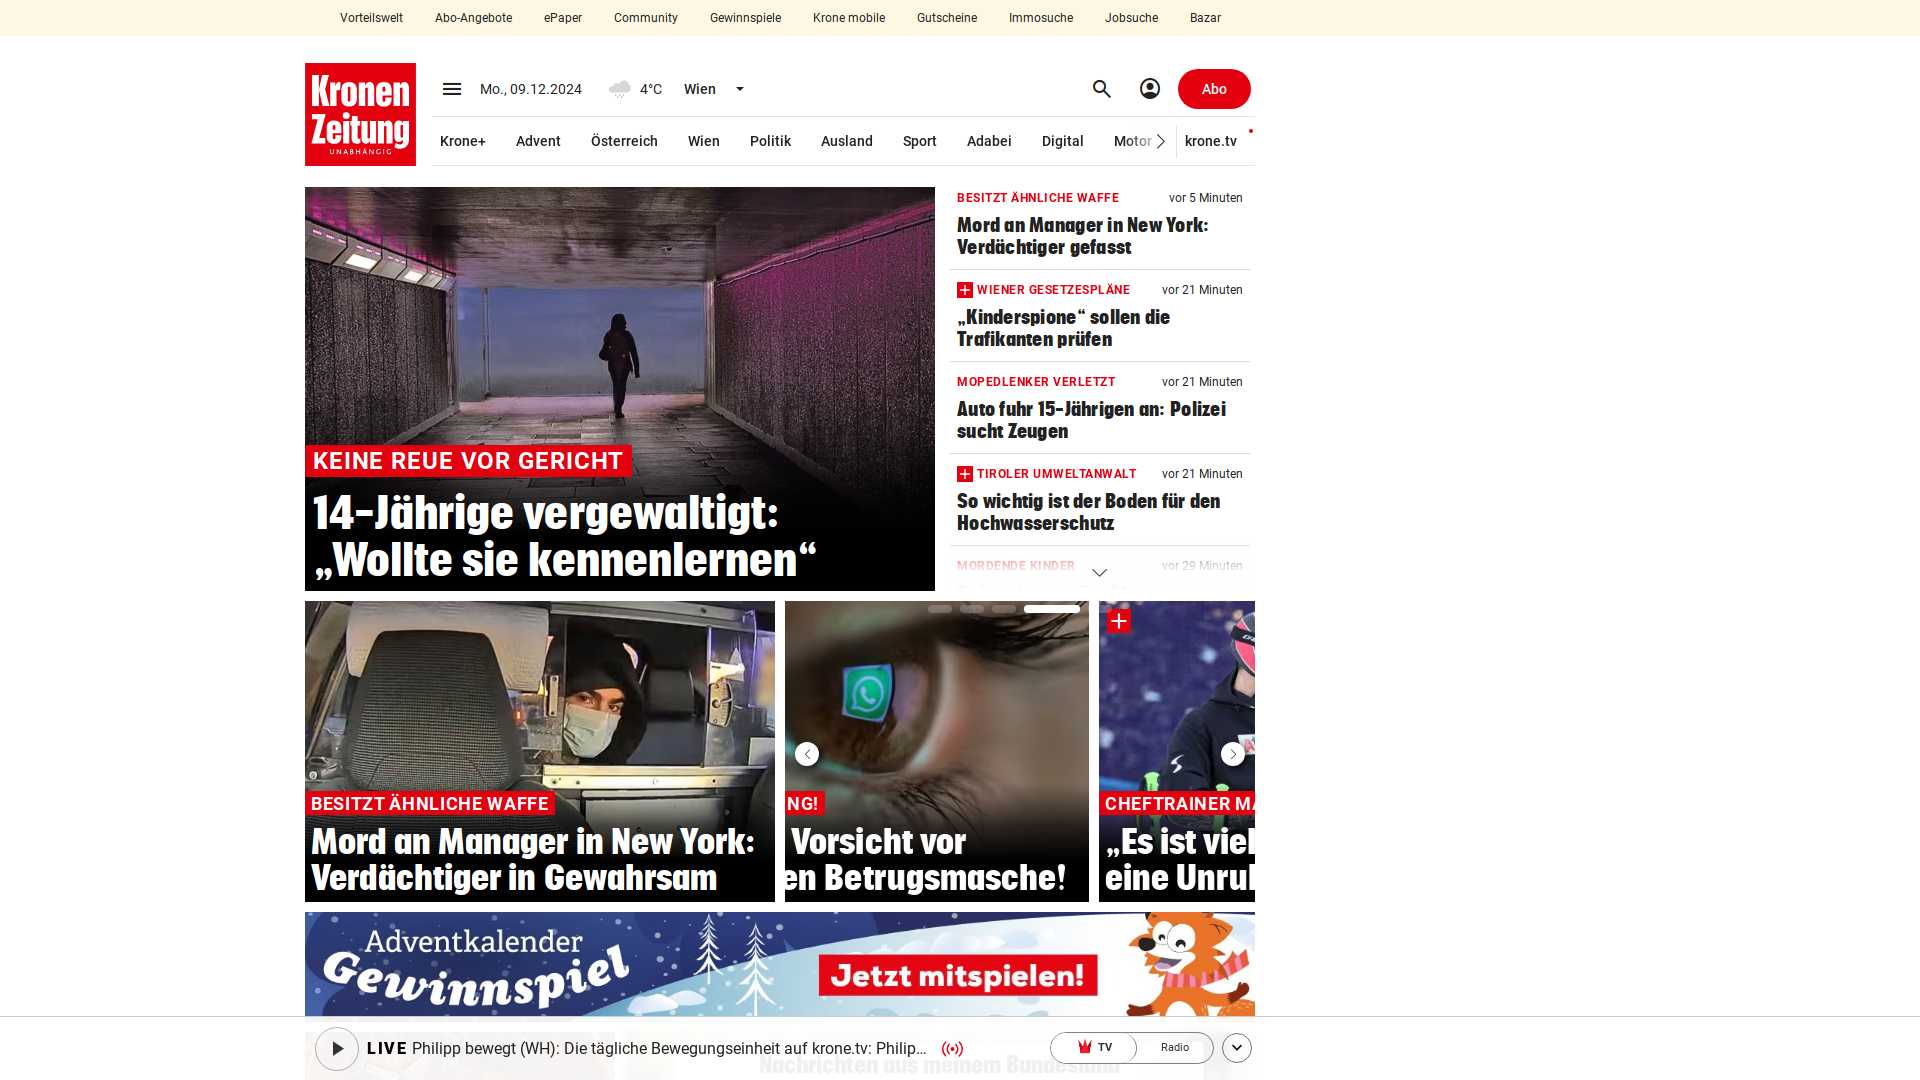 Vorteilswelt Abo-Angebote ePaper Community Gewinnspiele Krone mobile Gutscheine Immosuche Jobsuche Bazar
Kronen
Zeitung
UNABHÄNGIG
Mo., 09.12.2024 4°C Wien Abo
Krone+ Advent Österreich Wien Politik Ausland Sport Adabei Digital Motor krone.tv
KEINE REUE VOR GERICHT
14-Jährige vergewaltigt:
„Wollte sie kennenlernen“
BESITZT ÄHNLICHE WAFFE vor 5 Minuten
Mord an Manager in New York:
Verdächtiger gefasst
WIENER GESETZESPLÄNE vor 21 Minuten
„Kinderspione“ sollen die
Trafikanten prüfen
MOPEDLENKER VERLETZT vor 21 Minuten
Auto fuhr 15-Jährigen an: Polizei
sucht Zeugen
TIROLER UMWELTANWALT vor 21 Minuten
So wichtig ist der Boden für den
Hochwasserschutz
MORDENDE KINDER vor 29 Minuten
BESITZT ÄHNLICHE WAFFE
Mord an Manager in New York:
Verdächtiger in Gewahrsam
NG!
Vorsicht vor
en Betrugsmasche!
CHEFTRAINER MA
„Es ist viel
eine Unruh
Adventkalender
Gewinnspiel
Jetzt mitspielen!
LIVE Philipp bewegt (WH): Die tägliche Bewegungseinheit auf krone.tv: Philip... TV Radio
Nachrichten aus meinem Bundesland